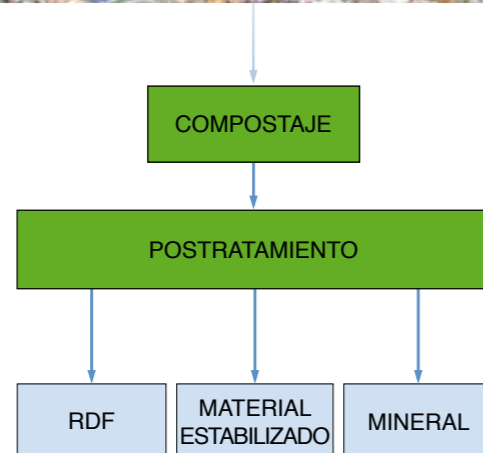 COMPOSTAJE
POSTRATAMIENTO
RDF
MATERIAL
ESTABILIZADO
MINERAL